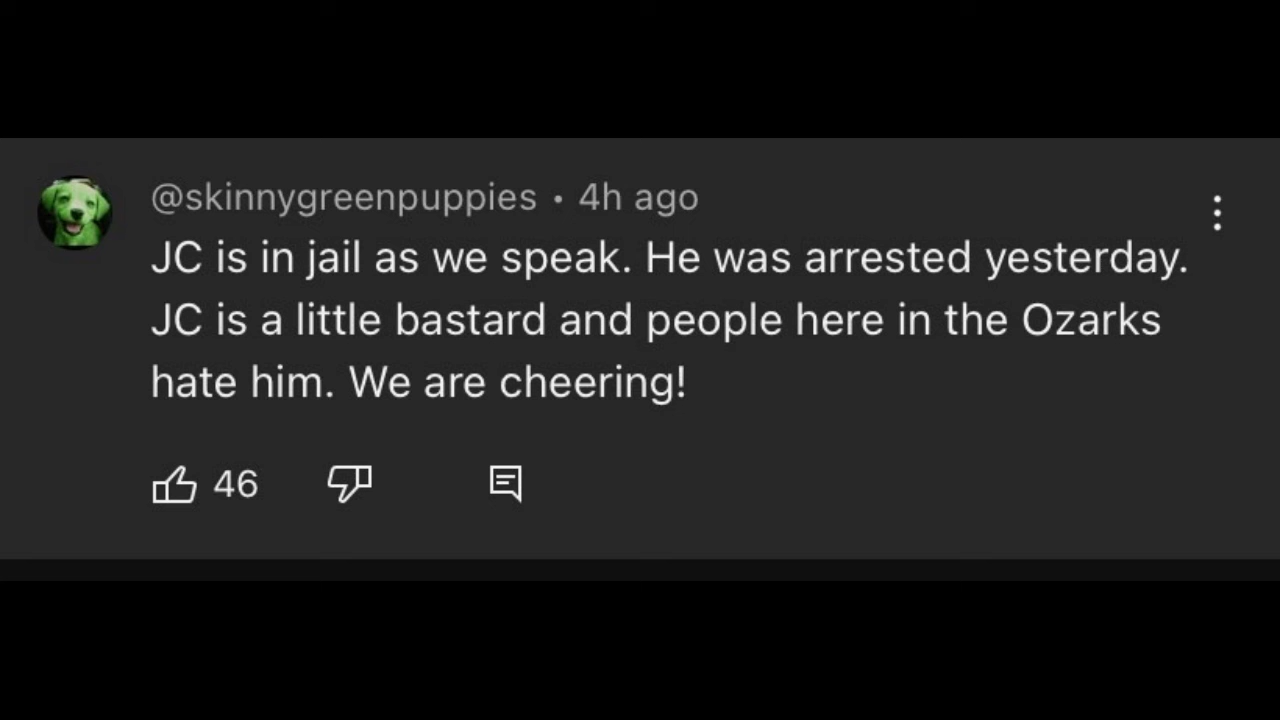 @skinnygreenpuppies • 4h ago
JC is in jail as we speak. He was arrested yesterday.
JC is a little bastard and people here in the Ozarks
hate him. We are cheering!
46